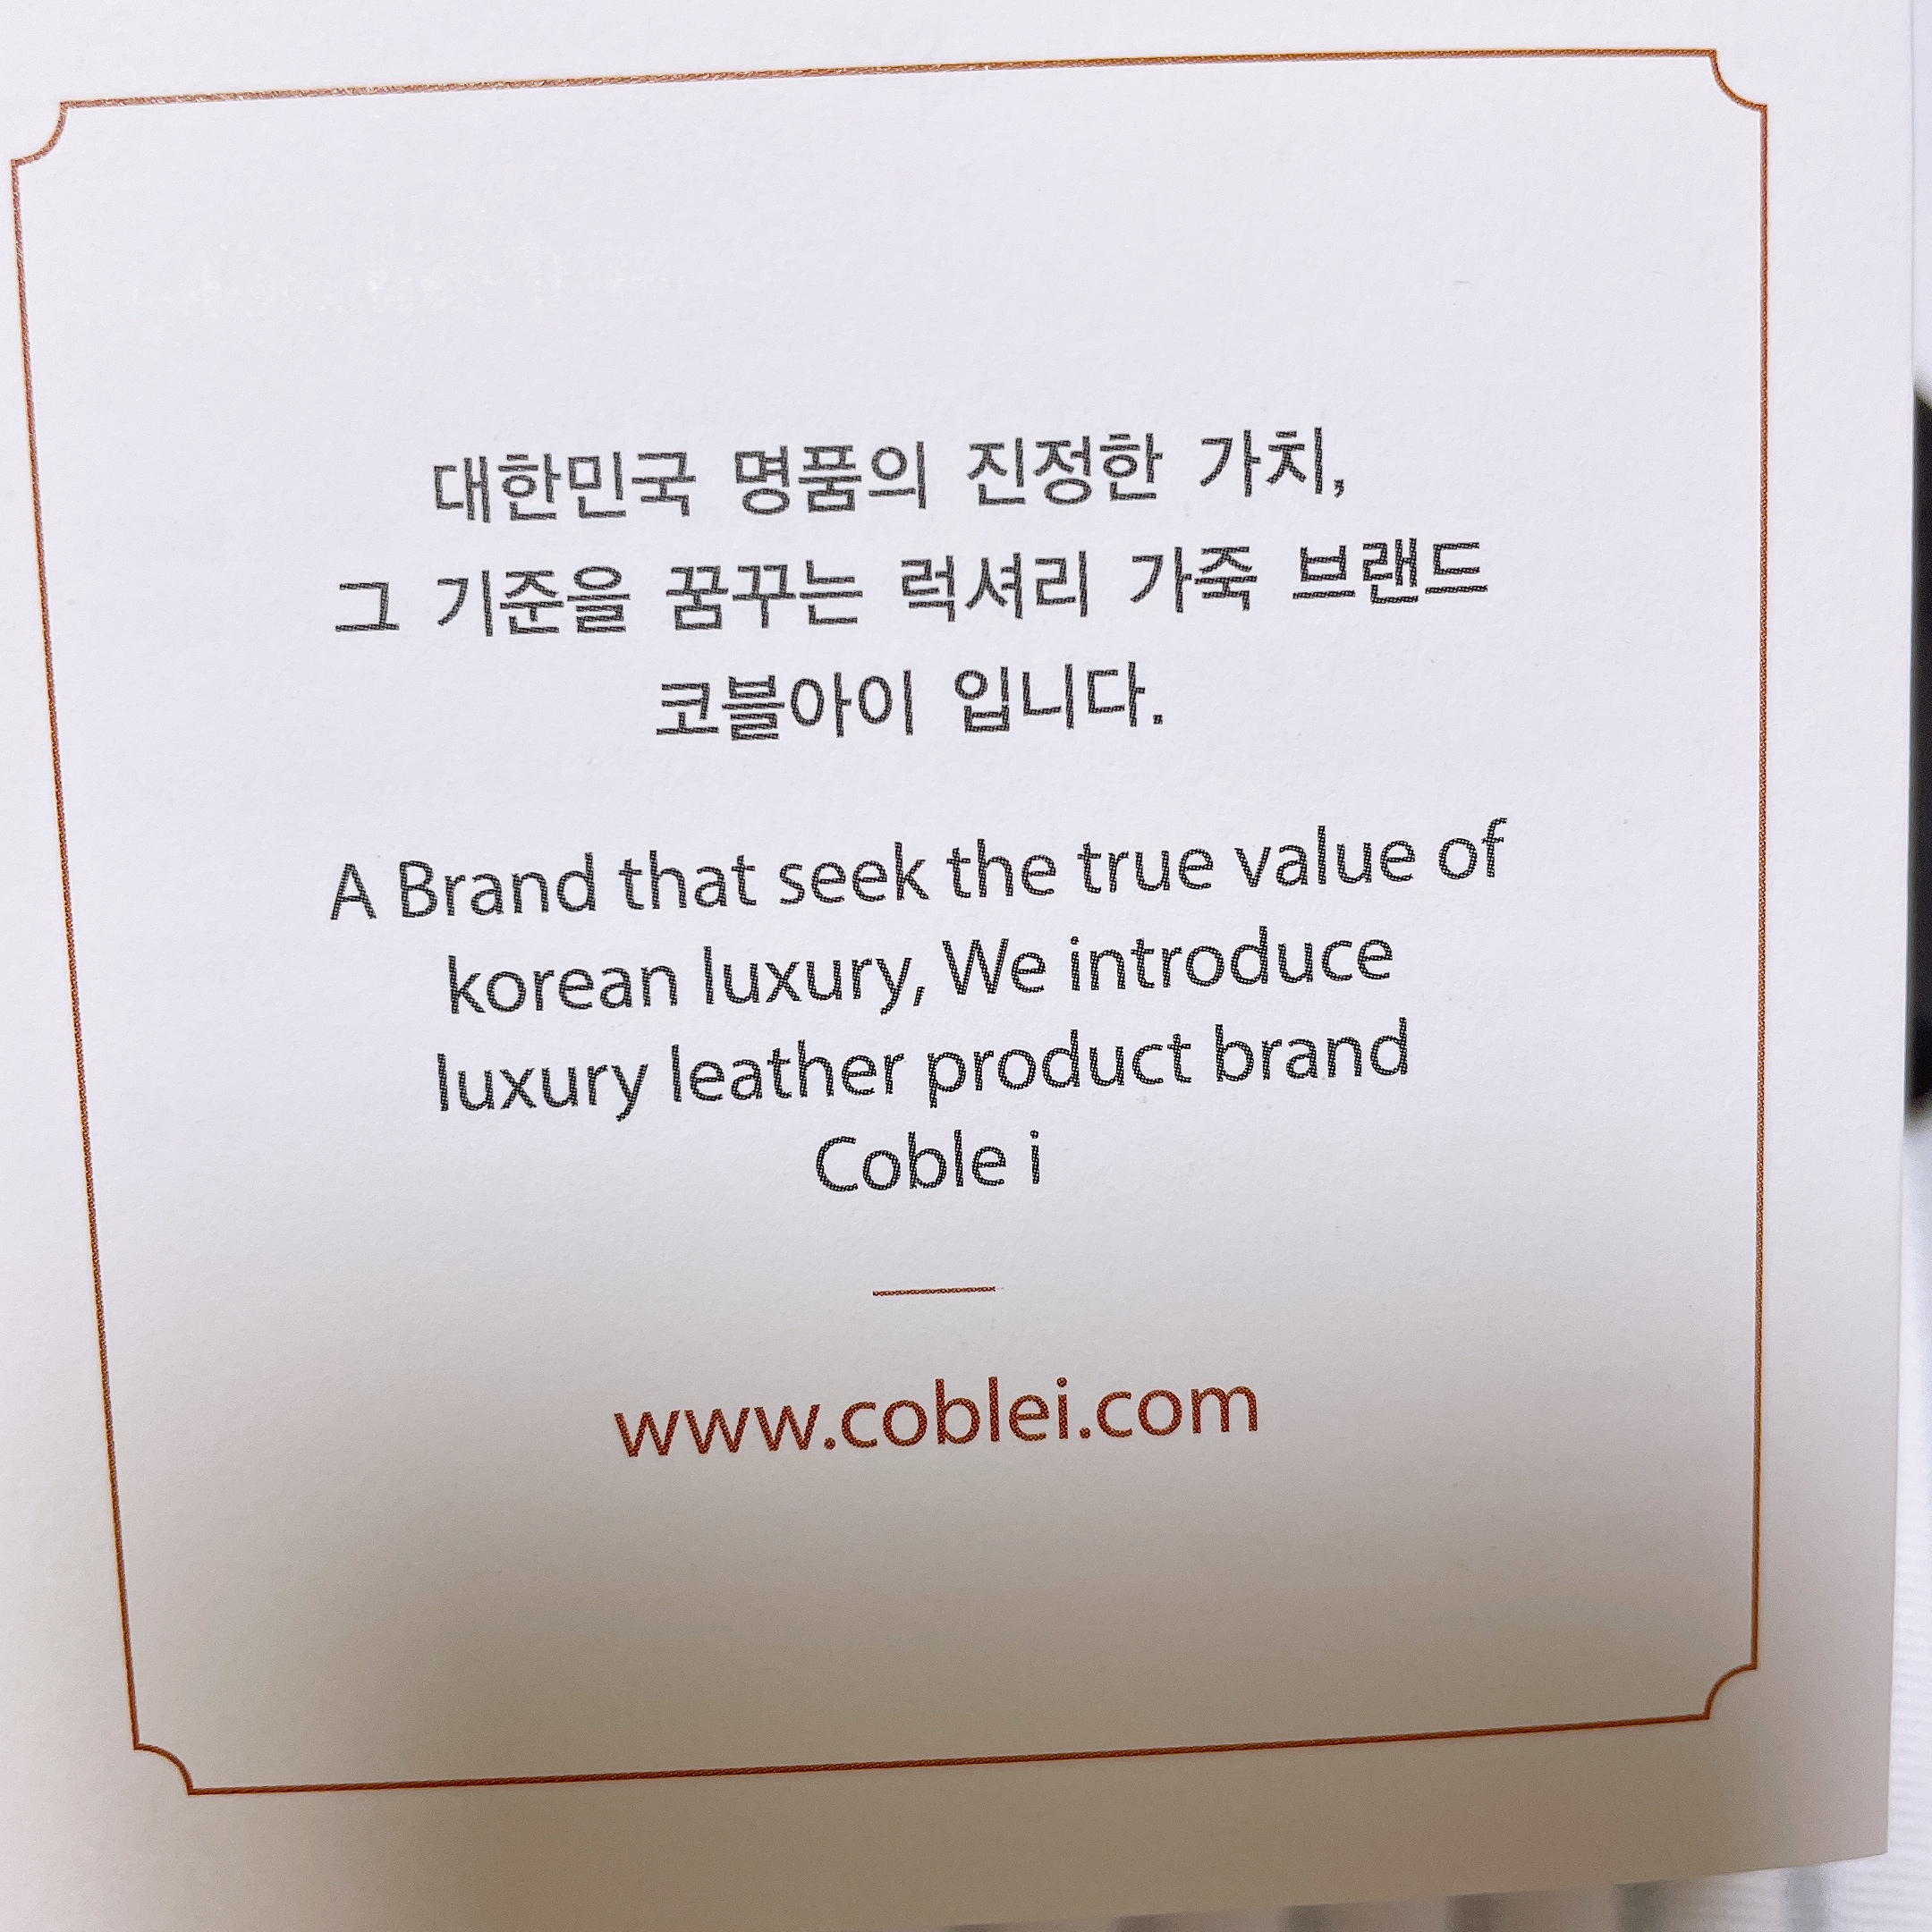 대한민국 명품의 진정한 가치,
그 기준을 꿈꾸는 럭셔리 가죽 브랜드
코블아이 입니다.
A Brand that seek the true value of
korean luxury, We introduce
luxury leather product brand
Coble i
www.coblei.com